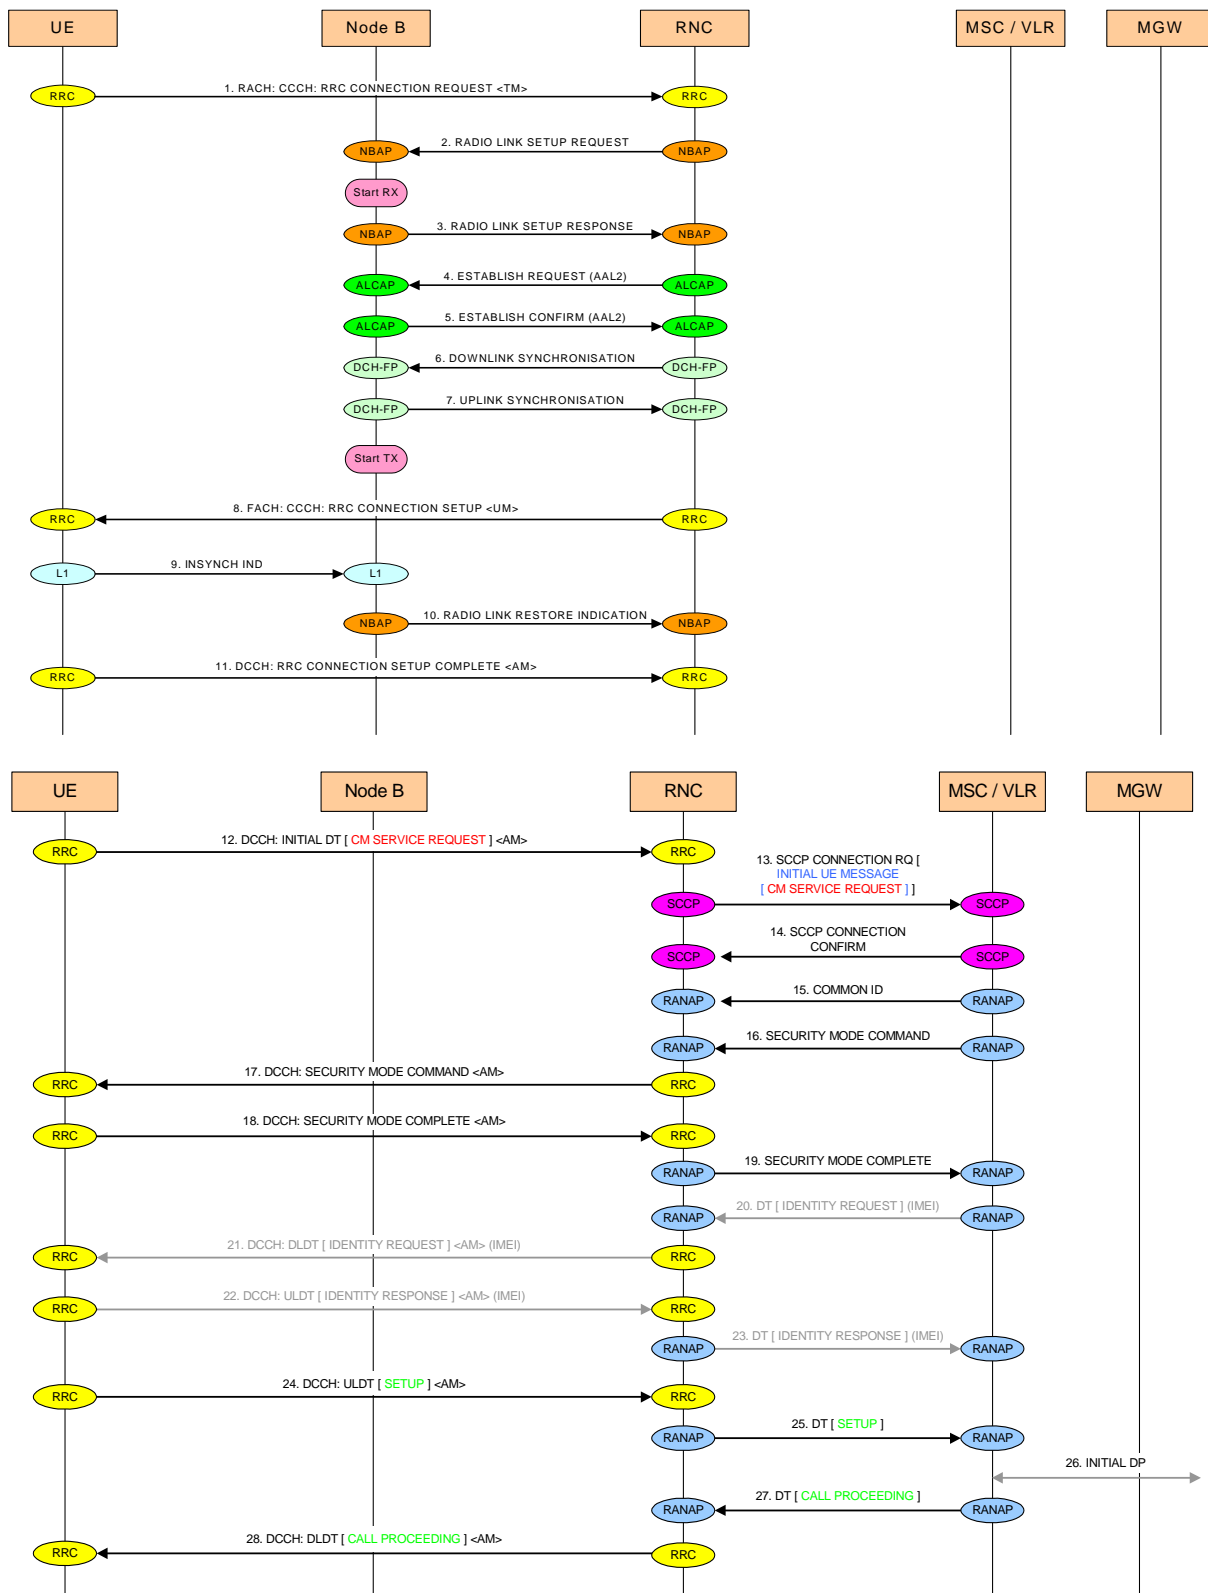 UE Node B RNC MSC / VLR MGW
1. RACH: CCCH: RRC CONNECTION REQUEST <TM>
RRC RRC
2. RADIO LINK SETUP REQUEST
NBAP NBAP
Start RX
3. RADIO LINK SETUP RESPONSE
NBAP NBAP
4. ESTABLISH REQUEST (AAL2)
ALCAP ALCAP
5. ESTABLISH CONFIRM (AAL2)
ALCAP ALCAP
6. DOWNLINK SYNCHRONISATION
DCH-FP DCH-FP
7. UPLINK SYNCHRONISATION
DCH-FP DCH-FP
Start TX
8. FACH: CCCH: RRC CONNECTION SETUP <UM>
RRC RRC
9. INSYNCH IND
L1 L1
10. RADIO LINK RESTORE INDICATION
NBAP NBAP
11. DCCH: RRC CONNECTION SETUP COMPLETE <AM>
RRC RRC
UE Node B RNC MSC / VLR MGW
12. DCCH: INITIAL DT [ CM SERVICE REQUEST ] <AM>
RRC RRC
13. SCCP CONNECTION RQ [
INITIAL UE MESSAGE
[ CM SERVICE REQUEST ] ]
SCCP SCCP
14. SCCP CONNECTION
CONFIRM
SCCP SCCP
15. COMMON ID
RANAP RANAP
16. SECURITY MODE COMMAND
RANAP RANAP
17. DCCH: SECURITY MODE COMMAND <AM>
RRC RRC
18. DCCH: SECURITY MODE COMPLETE <AM>
RRC RRC
19. SECURITY MODE COMPLETE
RANAP RANAP
20. DT [ IDENTITY REQUEST ] (IMEI)
RANAP RANAP
21. DCCH: DLDT [ IDENTITY REQUEST ] <AM> (IMEI)
RRC RRC
22. DCCH: ULDT [ IDENTITY RESPONSE ] <AM> (IMEI)
RRC RRC
23. DT [ IDENTITY RESPONSE ] (IMEI)
RANAP RANAP
24. DCCH: ULDT [ SETUP ] <AM>
RRC RRC
25. DT [ SETUP ]
RANAP RANAP
26. INITIAL DP
27. DT [ CALL PROCEEDING ]
RANAP RANAP
28. DCCH: DLDT [ CALL PROCEEDING ] <AM>
RRC RRC